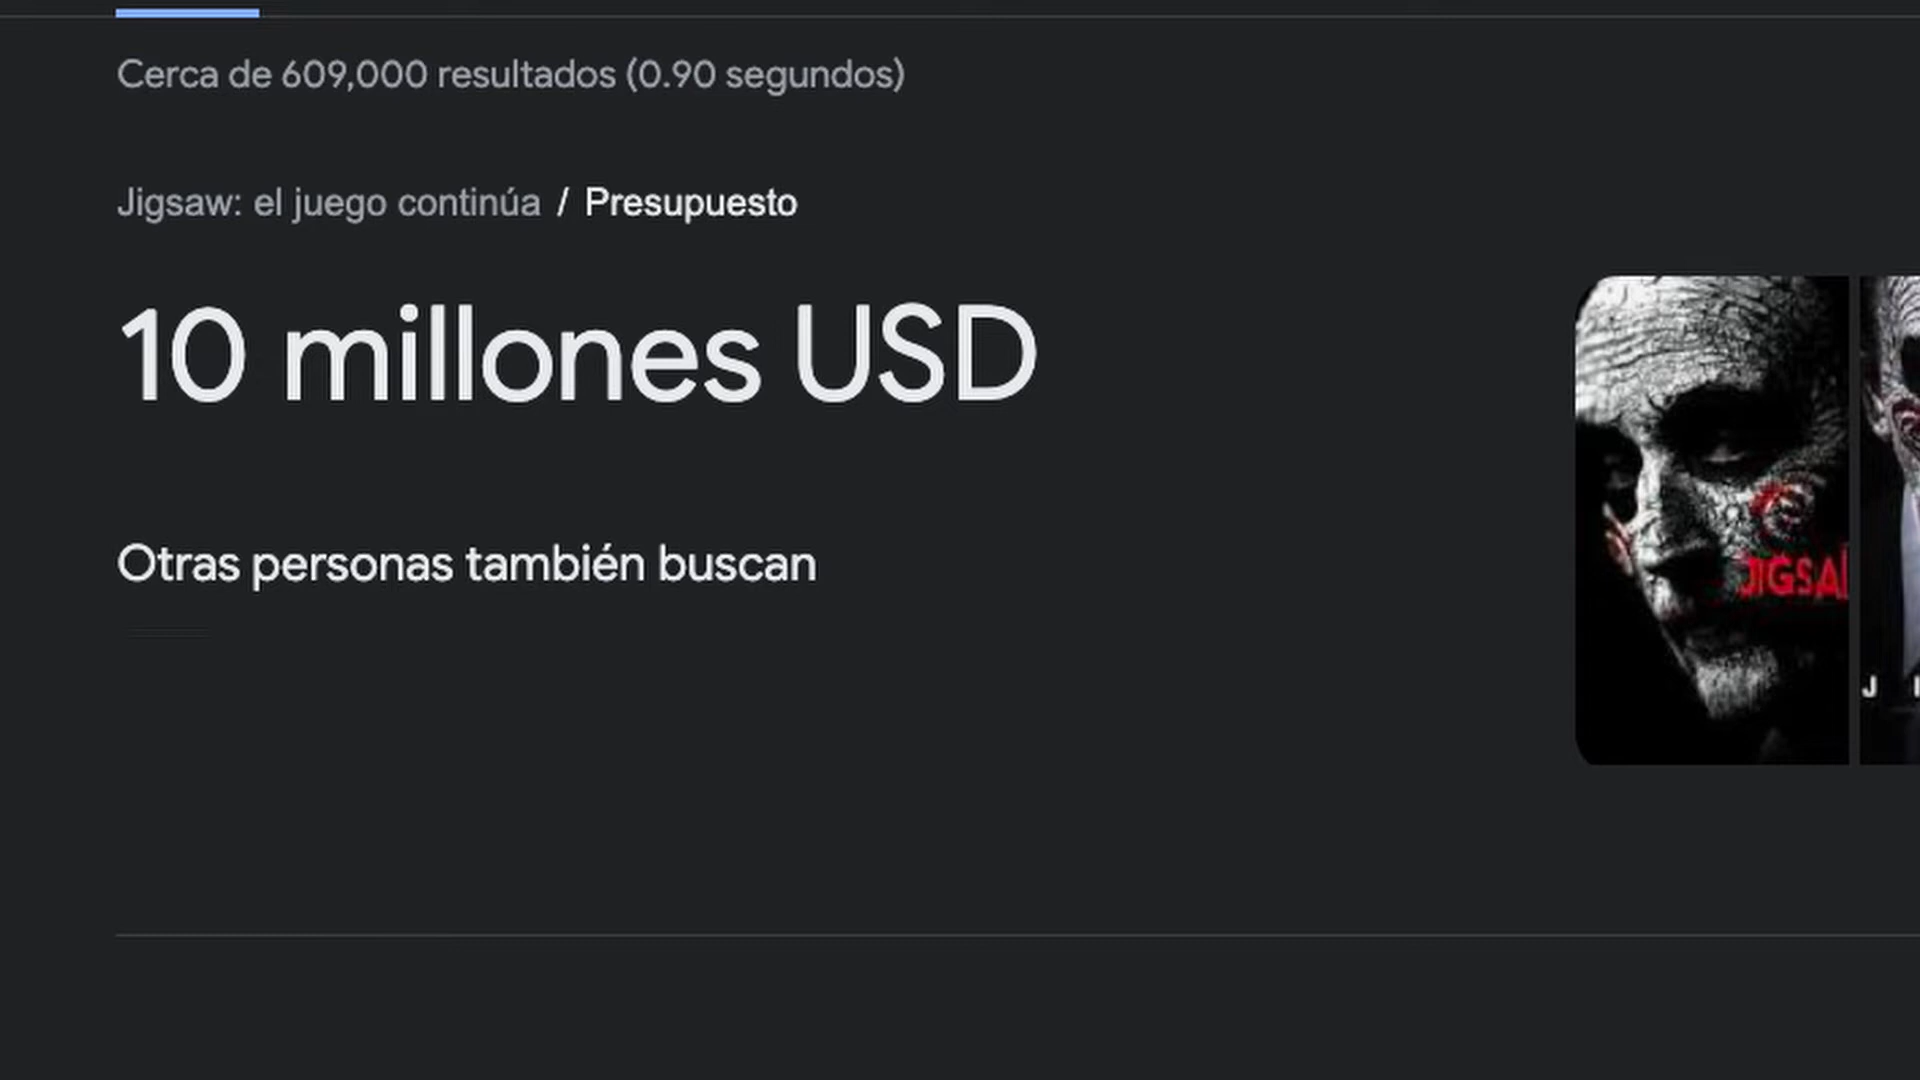 Cerca de 609,000 resultados (0.90 segundos)
Jigsaw: el juego continúa / Presupuesto
10 millones USD
Otras personas también buscan
JIGSA
J